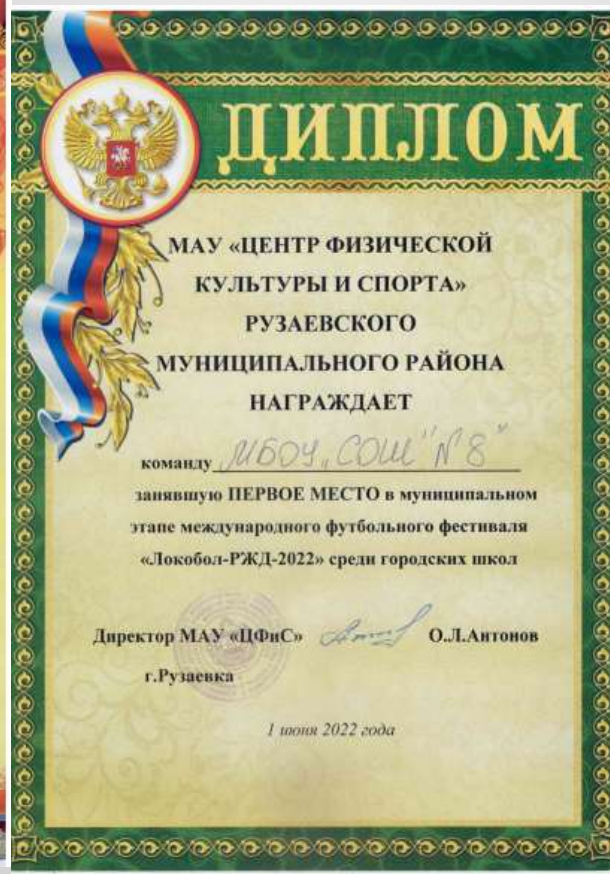 ДИПЛОМ
МАУ «ЦЕНТР ФИЗИЧЕСКОЙ
КУЛЬТУРЫ И СПОРТА»
РУЗАЕВСКОГО
МУНИЦИПАЛЬНОГО РАЙОНА
НАГРАЖДАЕТ
команду МБОУ „СОШ" №8"
занявшую ПЕРВОЕ МЕСТО в муниципальном
этапе международного футбольного фестиваля
«Локобол-РЖД-2022» среди городских школ
Директор МАУ «ЦФиС» О.Л.Антонов
г.Рузаевка
1 июня 2022 года